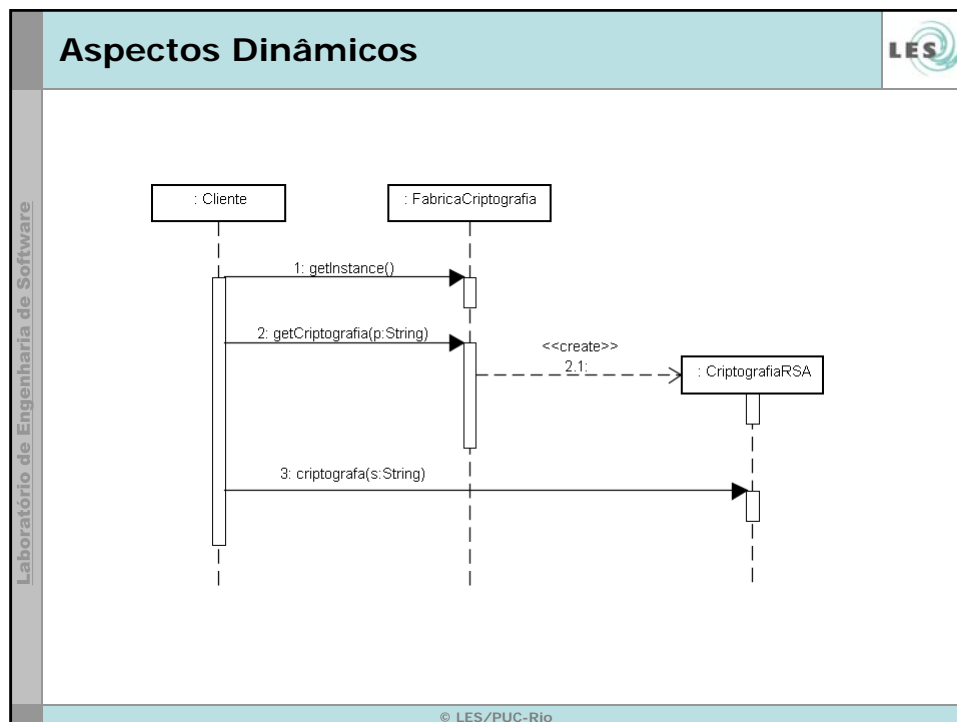 Aspectos Dinâmicos
LES
Laboratório de Engenharia de Software
: Cliente
: FabricaCriptografia
1: getInstance()
2: getCriptografia(p:String)
<<create>>
2.1:
: CriptografiaRSA
3: criptografa(s:String)
© LES/PUC-Rio